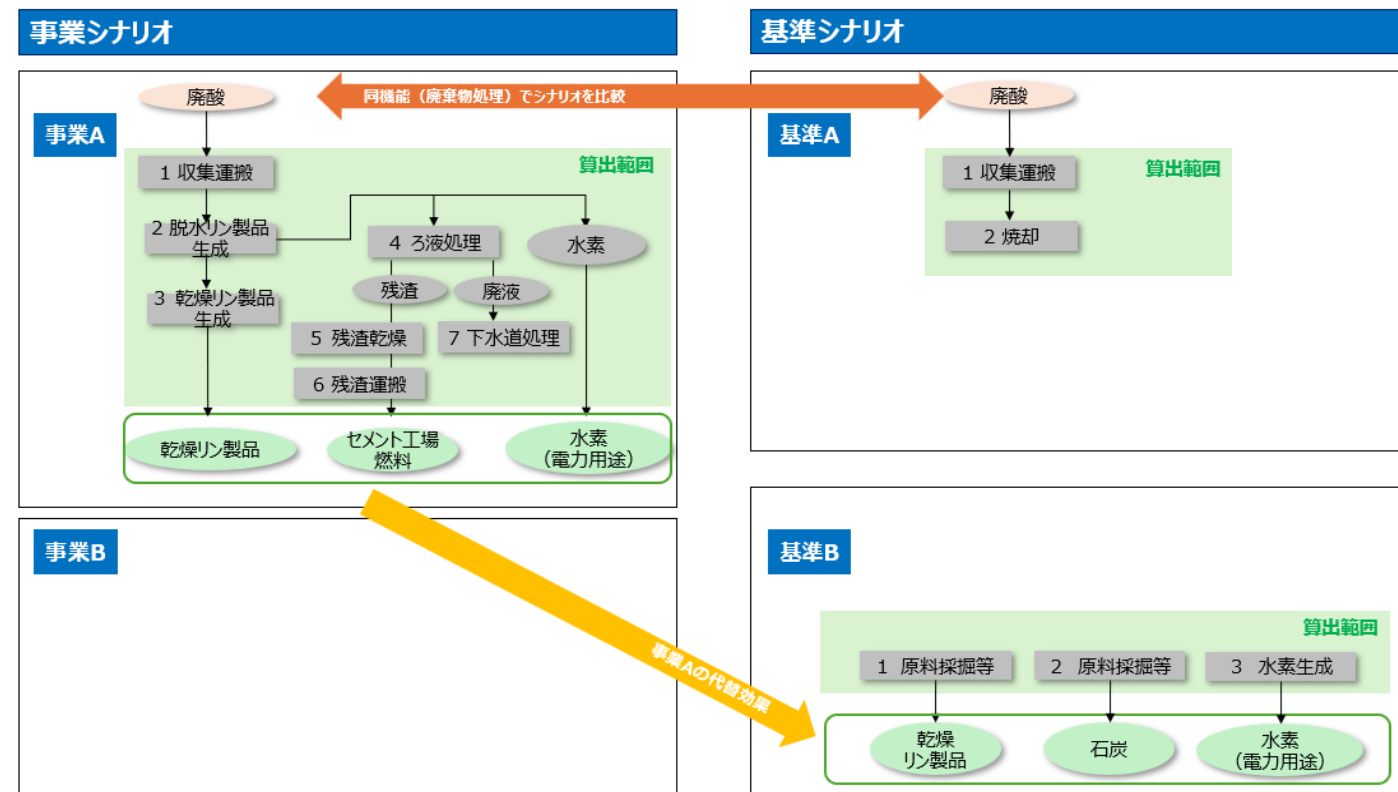 事業シナリオ
基準シナリオ
廃酸
同機能（廃棄物処理）でシナリオを比較
廃酸
事業A
基準A
算出範囲
1 収集運搬
2 脱水リン製品
生成
3 乾燥リン製品
生成
4 ろ液処理
水素
残渣
廃液
5 残渣乾燥
7 下水道処理
6 残渣運搬
乾燥リン製品
セメント工場
燃料
水素
（電力用途）
算出範囲
1 収集運搬
2 焼却
事業B
事業Aの代替効果
基準B
算出範囲
1 原料採掘等
2 原料採掘等
3 水素生成
乾燥
リン製品
石炭
水素
（電力用途）